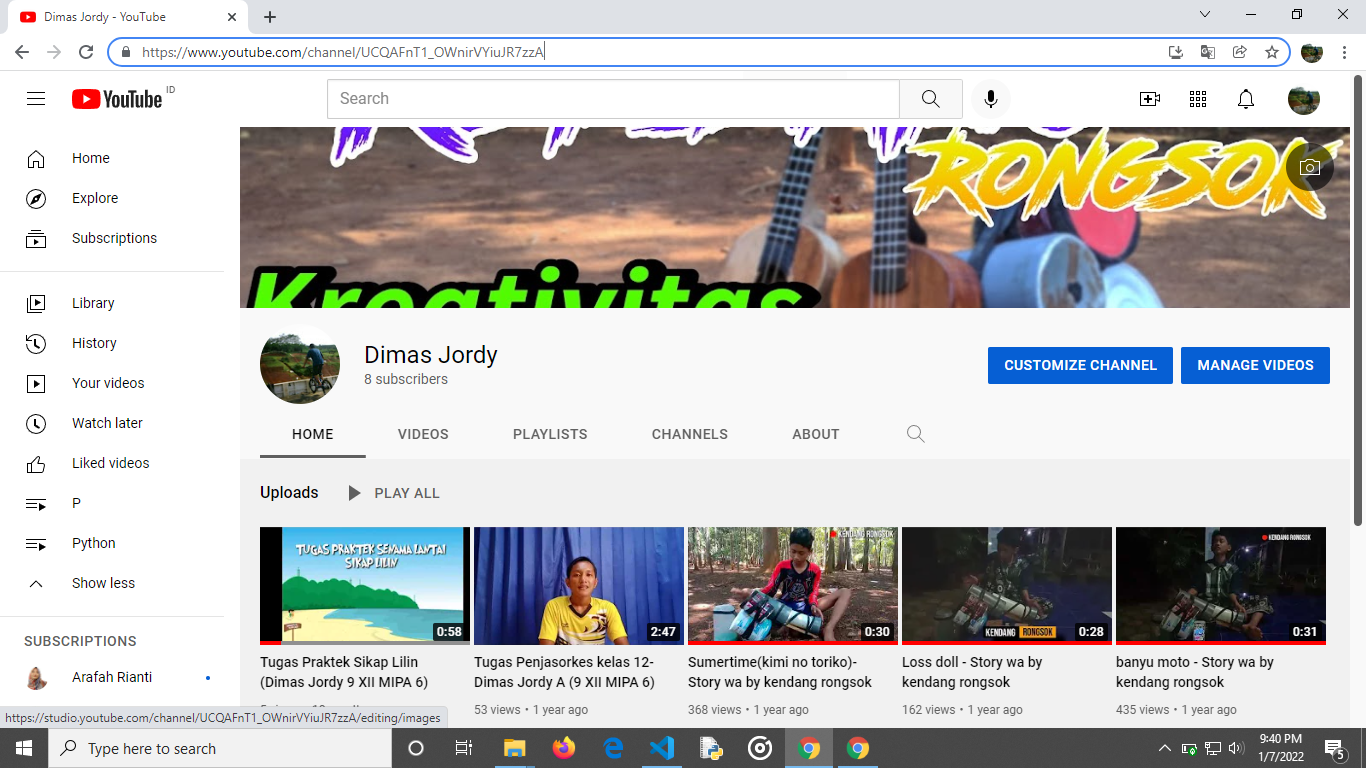 Dimas Jordy - YouTube
https://www.youtube.com/channel/UCQAFnT1_OWnirVYiuJR7zzA
YouTube ID
Search
RONGSOK
Kreativitas
Home
Explore
Subscriptions
Library
History
Your videos
Watch later
Liked videos
P
Python
Show less
SUBSCRIPTIONS
Arafah Rianti
Dimas Jordy
8 subscribers
CUSTOMIZE CHANNEL
MANAGE VIDEOS
HOME VIDEOS PLAYLISTS CHANNELS ABOUT
Uploads PLAY ALL
TUGAS PRAKTEK SENAMA LANTAI
SIKAP LILIN
0:58
Tugas Praktek Sikap Lilin
(Dimas Jordy 9 XII MIPA 6)
2:47
Tugas Penjasorkes kelas 12-
Dimas Jordy A (9 XII MIPA 6)
53 views • 1 year ago
KENDANG RONGSOK
0:30
Sumertime(kimi no toriko)-
Story wa by kendang rongsok
368 views • 1 year ago
KENDANG RONGSOK
0:28
Loss doll - Story wa by
kendang rongsok
162 views • 1 year ago
KENDANG RONGSOK
0:31
banyu moto - Story wa by
kendang rongsok
435 views • 1 year ago
https://studio.youtube.com/channel/UCQAFnT1_OWnirVYiuJR7zzA/editing/images
Type here to search
9:40 PM
1/7/2022
5